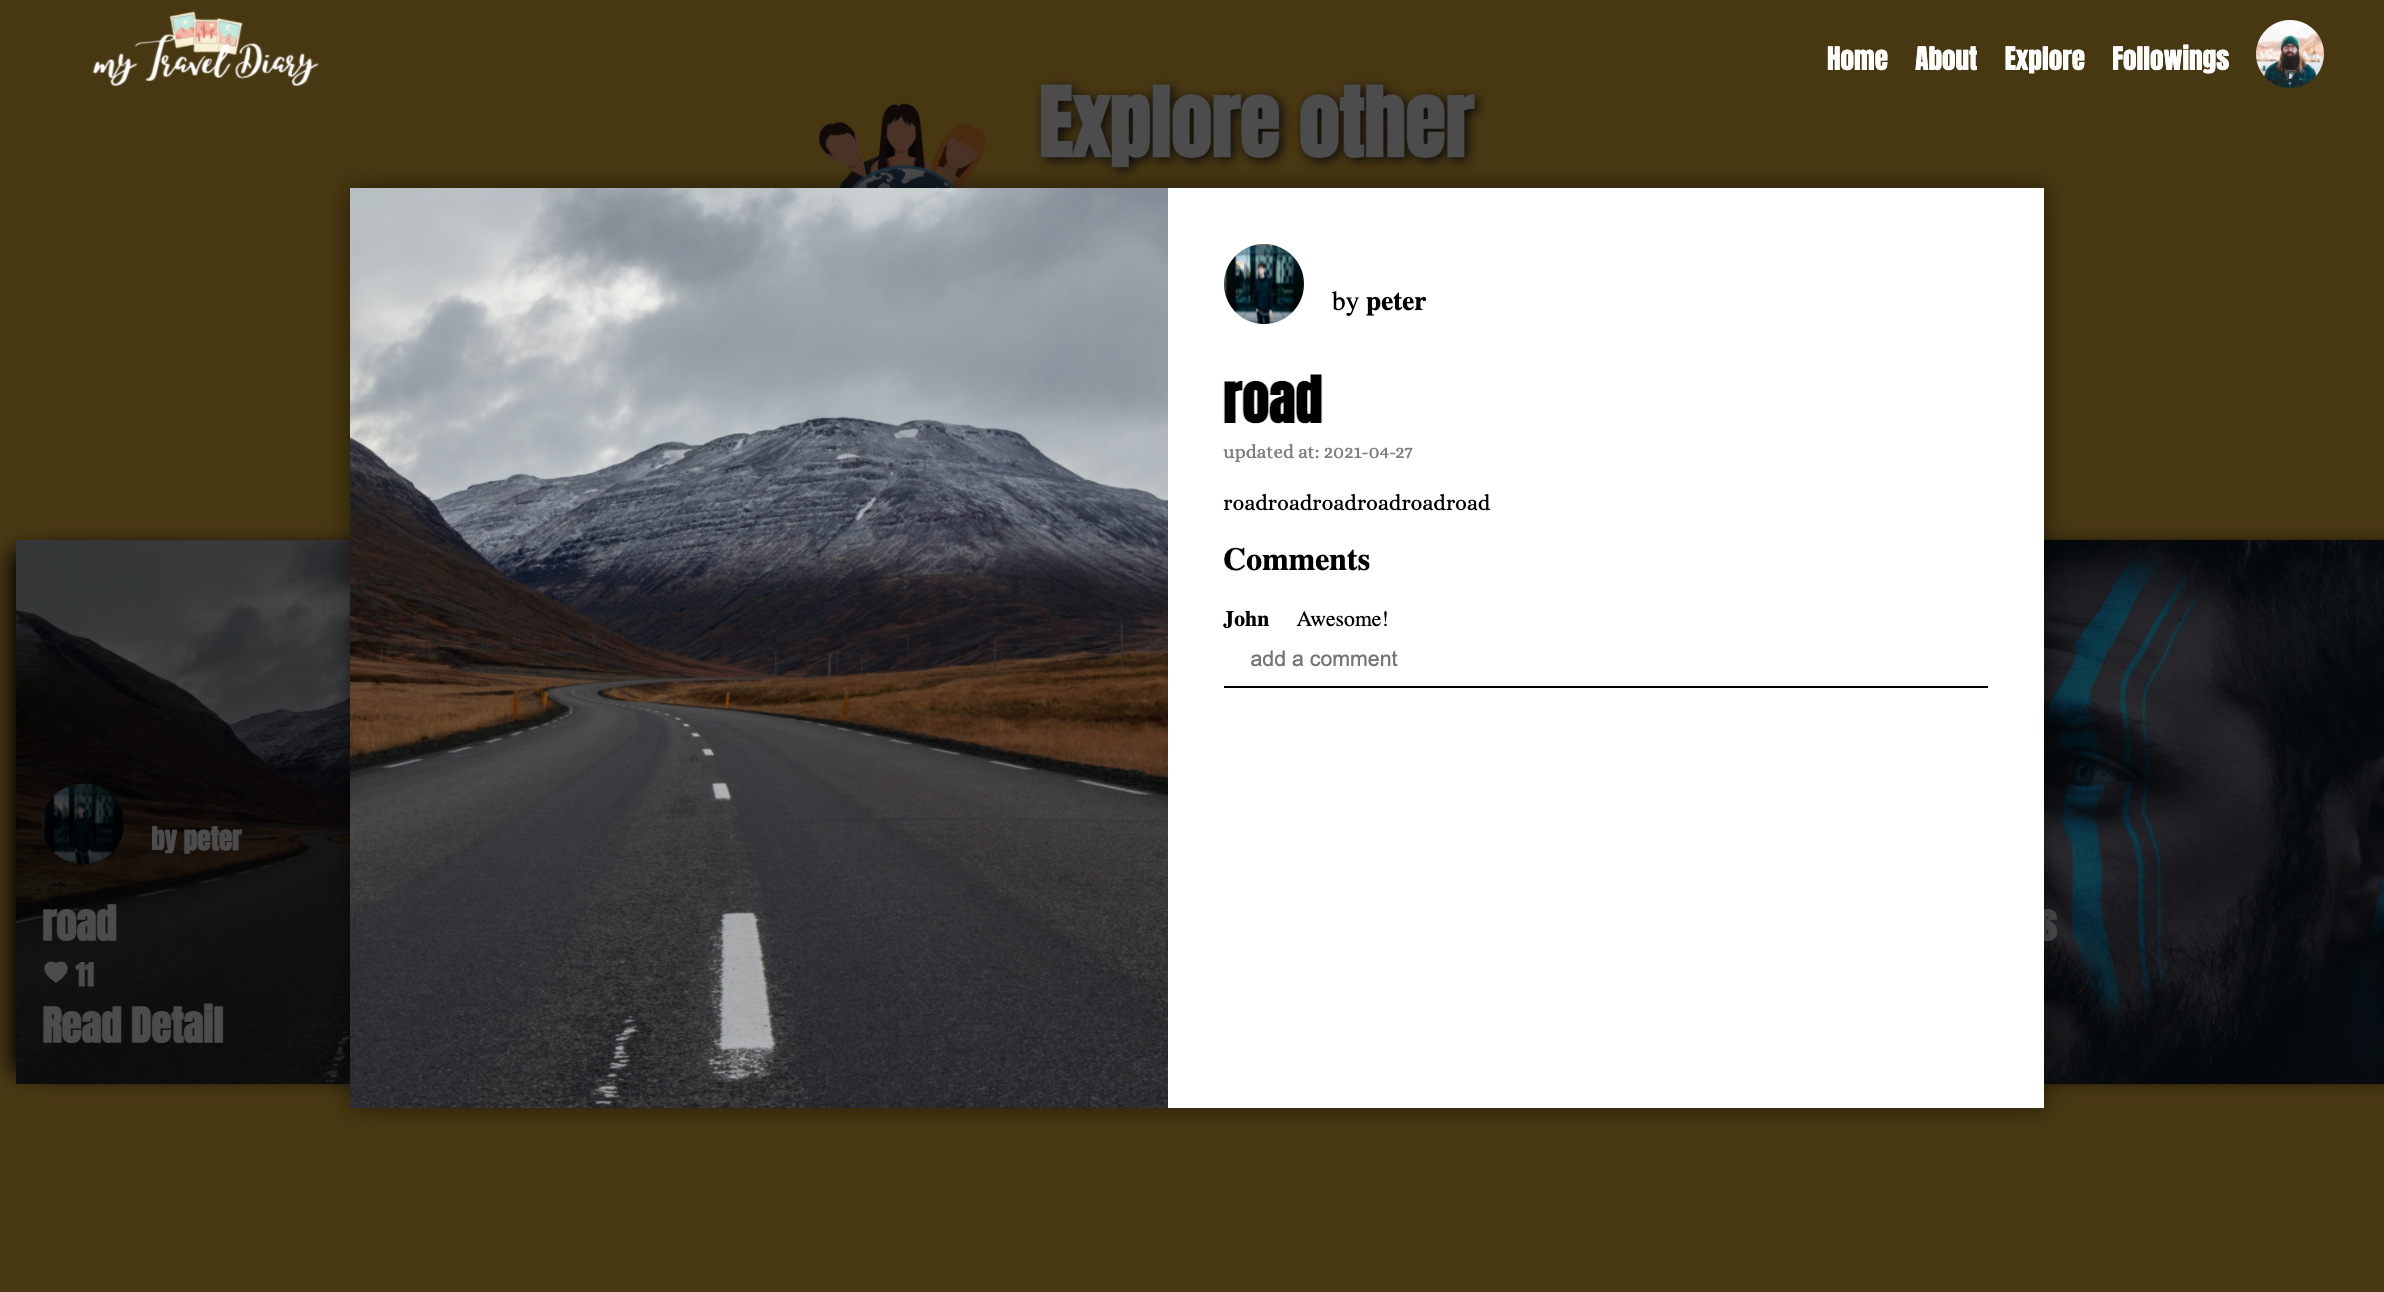 my Travel Diary
Home About Explore Followings
Explore other
by peter
road
updated at: 2021-04-27
roadroadroadroadroadroad
Comments
John Awesome!
add a comment
by peter
road
11
Read Detail
s